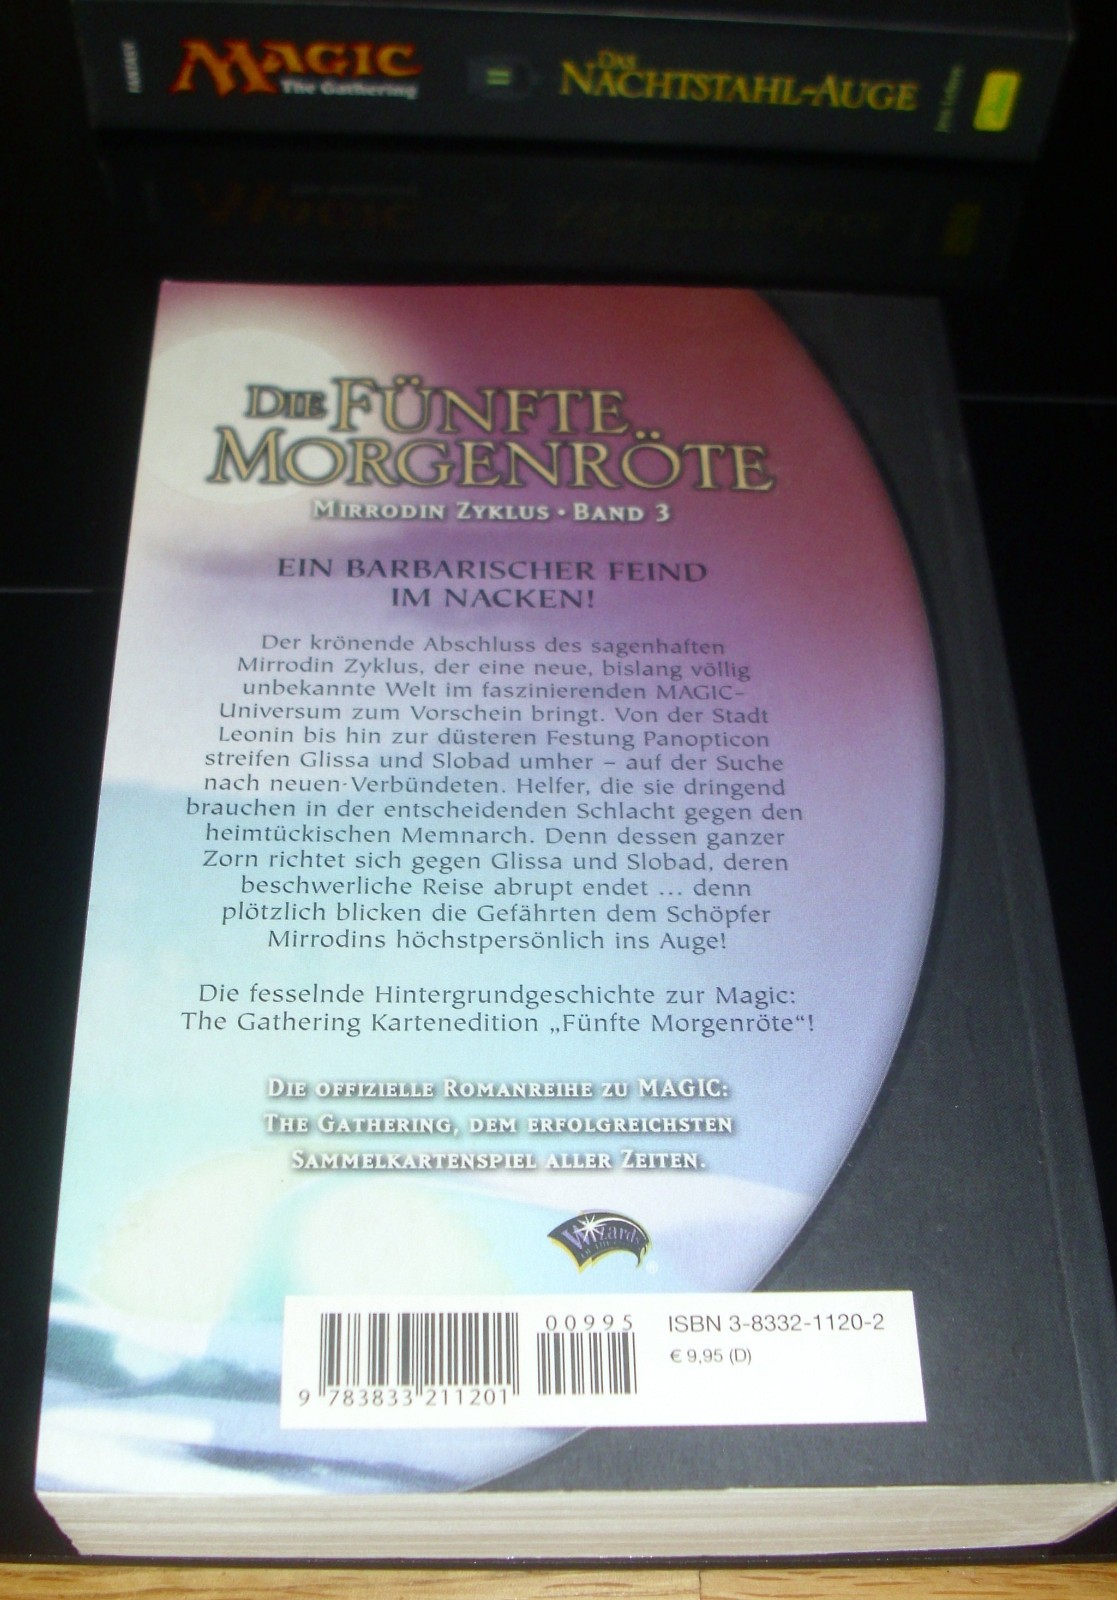 FANTASY
MAGIC
The Gathering
II
DAS
NACHTSTAHL-AUGE
DIE FÜNFTE
MORGENRÖTE
MIRRODIN ZYKLUS • BAND 3
EIN BARBARISCHER FEIND
IM NACKEN!
Der krönende Abschluss des sagenhaften
Mirrodin Zyklus, der eine neue, bislang völlig
unbekannte Welt im faszinierenden MAGIC-
Universum zum Vorschein bringt. Von der Stadt
Leonin bis hin zur düsteren Festung Panopticon
streifen Glissa und Slobad umher – auf der Suche
nach neuen Verbündeten. Helfer, die sie dringend
brauchen in der entscheidenden Schlacht gegen den
heimtückischen Memnarch. Denn dessen ganzer
Zorn richtet sich gegen Glissa und Slobad, deren
beschwerliche Reise abrupt endet ... denn
plötzlich blicken die Gefährten dem Schöpfer
Mirrodins höchstpersönlich ins Auge!
Die fesselnde Hintergrundgeschichte zur Magic:
The Gathering Kartenedition „Fünfte Morgenröte“!
DIE OFFIZIELLE ROMANREIHE ZU MAGIC:
THE GATHERING, DEM ERFOLGREICHSTEN
SAMMELKARTENSPIEL ALLER ZEITEN.
Wizards
OF THE COAST
®
00995
9 783833 211201
ISBN 3-8332-1120-2
€ 9,95 (D)